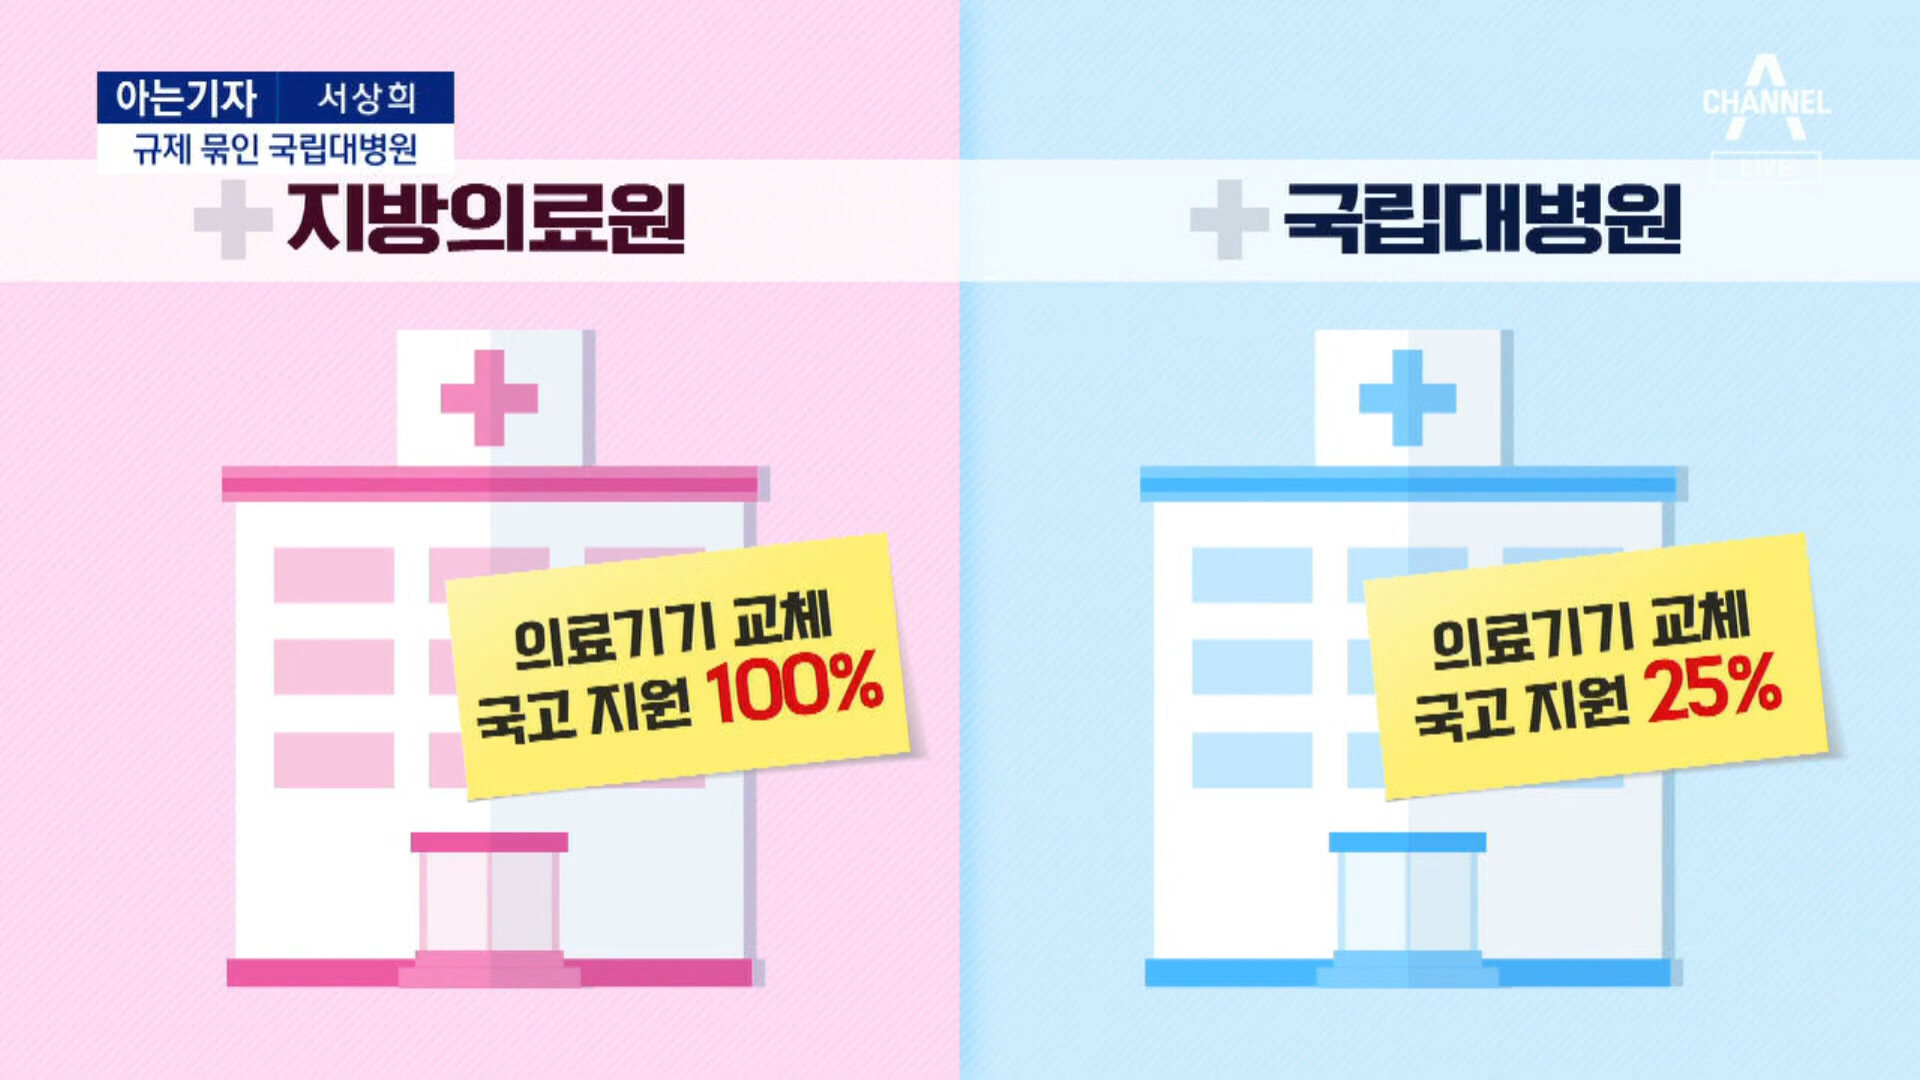 아는기자 서상희
규제 묶인 국립대병원
CHANNEL A
LIVE
지방의료원
국립대병원
의료기기 교체
국고 지원 100%
의료기기 교체
국고 지원 25%